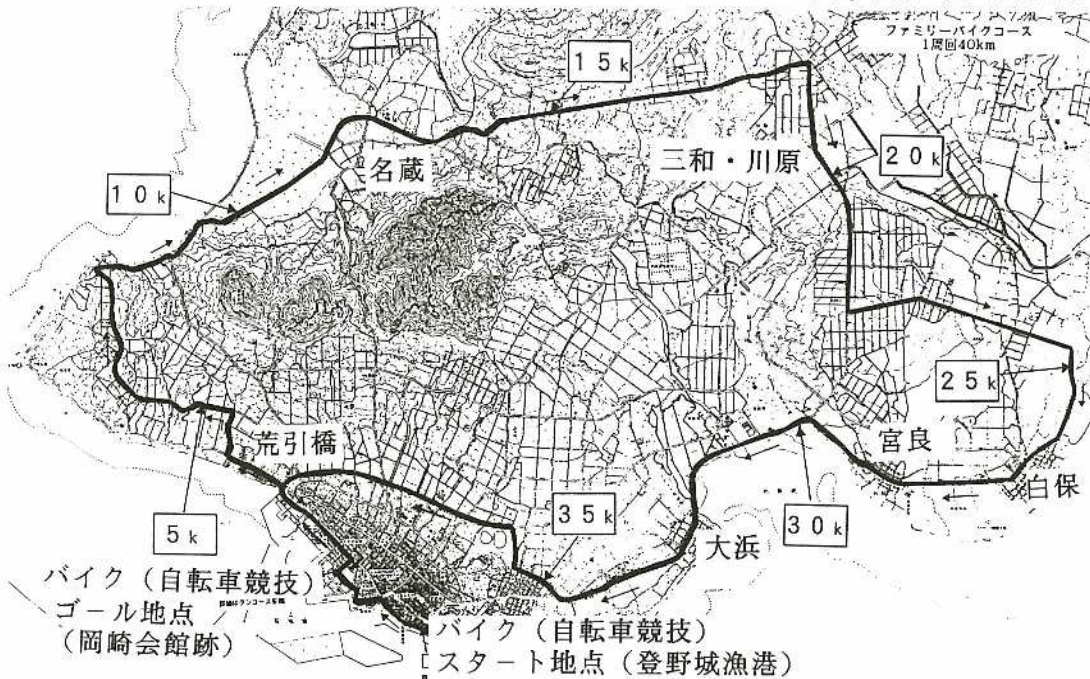 ファミリーバイクコース
1周回40km
15k
三和・川原
20k
名蔵
10k
25k
荒引橋
宮良
白保
5k
35k
30k
大浜
バイク（自転車競技）
ゴール地点
（岡崎会館跡）
バイク（自転車競技）
スタート地点（登野城漁港）